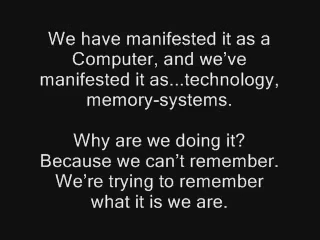 We have manifested it as a
Computer, and we've
manifested it as...technology,
memory-systems.
Why are we doing it?
Because we can't remember.
We're trying to remember
what it is we are.